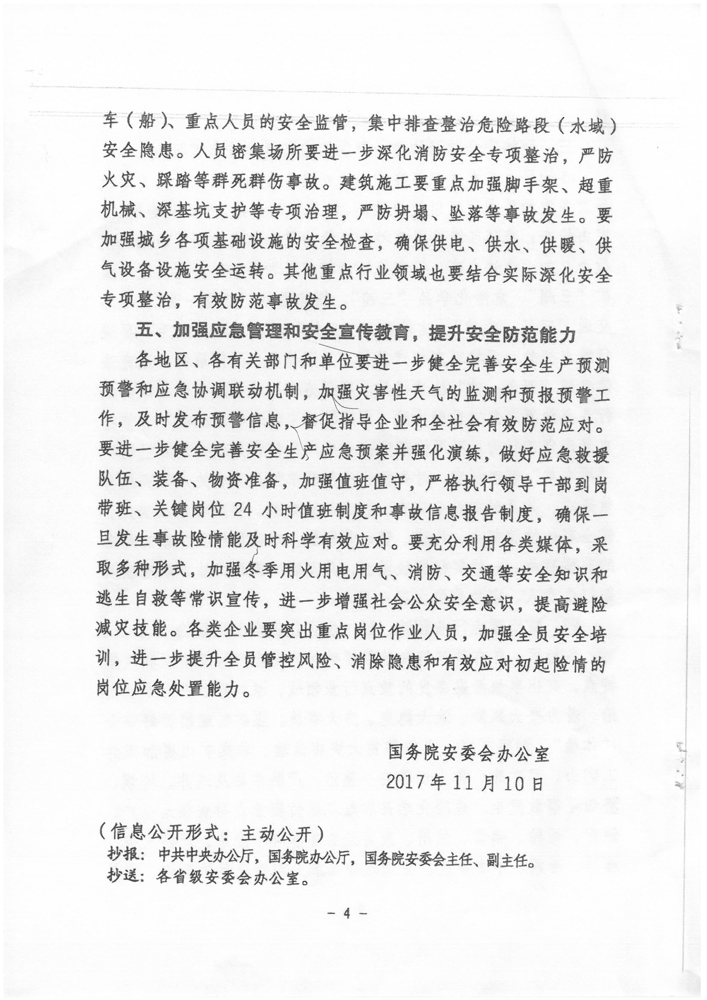 车（船）、重点人员的安全监管，集中排查整治危险路段（水域）
安全隐患。人员密集场所要进一步深化消防安全专项整治，严防
火灾、踩踏等群死群伤事故。建筑施工要重点加强脚手架、超重
机械、深基坑支护等专项治理，严防坍塌、坠落等事故发生。要
加强城乡各项基础设施的安全检查，确保供电、供水、供暖、供
气设备设施安全运转。其他重点行业领域也要结合实际深化安全
专项整治，有效防范事故发生。
五、加强应急管理和安全宣传教育，提升安全防范能力
各地区、各有关部门和单位要进一步健全完善安全生产预测
预警和应急协调联动机制，加强灾害性天气的监测和预报预警工
作，及时发布预警信息，督促指导企业和全社会有效防范应对。
要进一步健全完善安全生产应急预案并强化演练，做好应急救援
队伍、装备、物资准备，加强值班值守，严格执行领导干部到岗
带班、关键岗位 24 小时值班制度和事故信息报告制度，确保一
旦发生事故险情能及时科学有效应对。要充分利用各类媒体，采
取多种形式，加强冬季用火用电用气、消防、交通等安全知识和
逃生自救等常识宣传，进一步增强社会公众安全意识，提高避险
减灾技能。各类企业要突出重点岗位作业人员，加强全员安全培
训，进一步提升全员管控风险、消除隐患和有效应对初起险情的
岗位应急处置能力。
国务院安委会办公室
2017 年 11 月 10 日
（信息公开形式：主动公开）
抄报：中共中央办公厅，国务院办公厅，国务院安委会主任、副主任。
抄送：各省级安委会办公室。
- 4 -